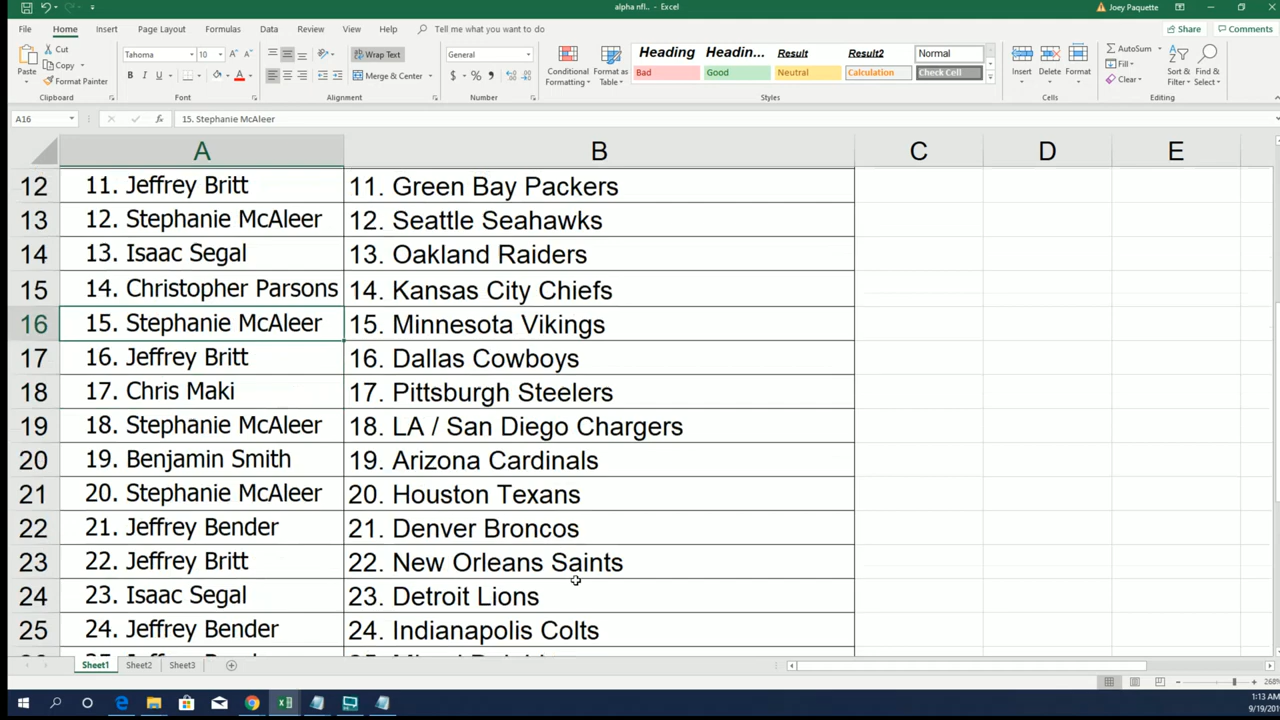 alpha nfl.. - Excel
Joey Paquette
File Home Insert Page Layout Formulas Data Review View Help Tell me what you want to do
Share Comments
Paste
Cut
Copy
Format Painter
Clipboard
Tahoma 10
B I U
Font
Wrap Text
Merge & Center
Alignment
General
$ % ,
Number
Conditional Formatting
Format as Table
Heading Headin... Result Result2 Normal
Bad Good Neutral Calculation Check Cell
Styles
Insert Delete Format
Cells
AutoSum
Fill
Clear
Sort & Filter
Find & Select
Editing
A16 fx 15. Stephanie McAleer
A B C D E
12 11. Jeffrey Britt 11. Green Bay Packers
13 12. Stephanie McAleer 12. Seattle Seahawks
14 13. Isaac Segal 13. Oakland Raiders
15 14. Christopher Parsons 14. Kansas City Chiefs
16 15. Stephanie McAleer 15. Minnesota Vikings
17 16. Jeffrey Britt 16. Dallas Cowboys
18 17. Chris Maki 17. Pittsburgh Steelers
19 18. Stephanie McAleer 18. LA / San Diego Chargers
20 19. Benjamin Smith 19. Arizona Cardinals
21 20. Stephanie McAleer 20. Houston Texans
22 21. Jeffrey Bender 21. Denver Broncos
23 22. Jeffrey Britt 22. New Orleans Saints
24 23. Isaac Segal 23. Detroit Lions
25 24. Jeffrey Bender 24. Indianapolis Colts
Sheet1 Sheet2 Sheet3
268%
1:13 AM